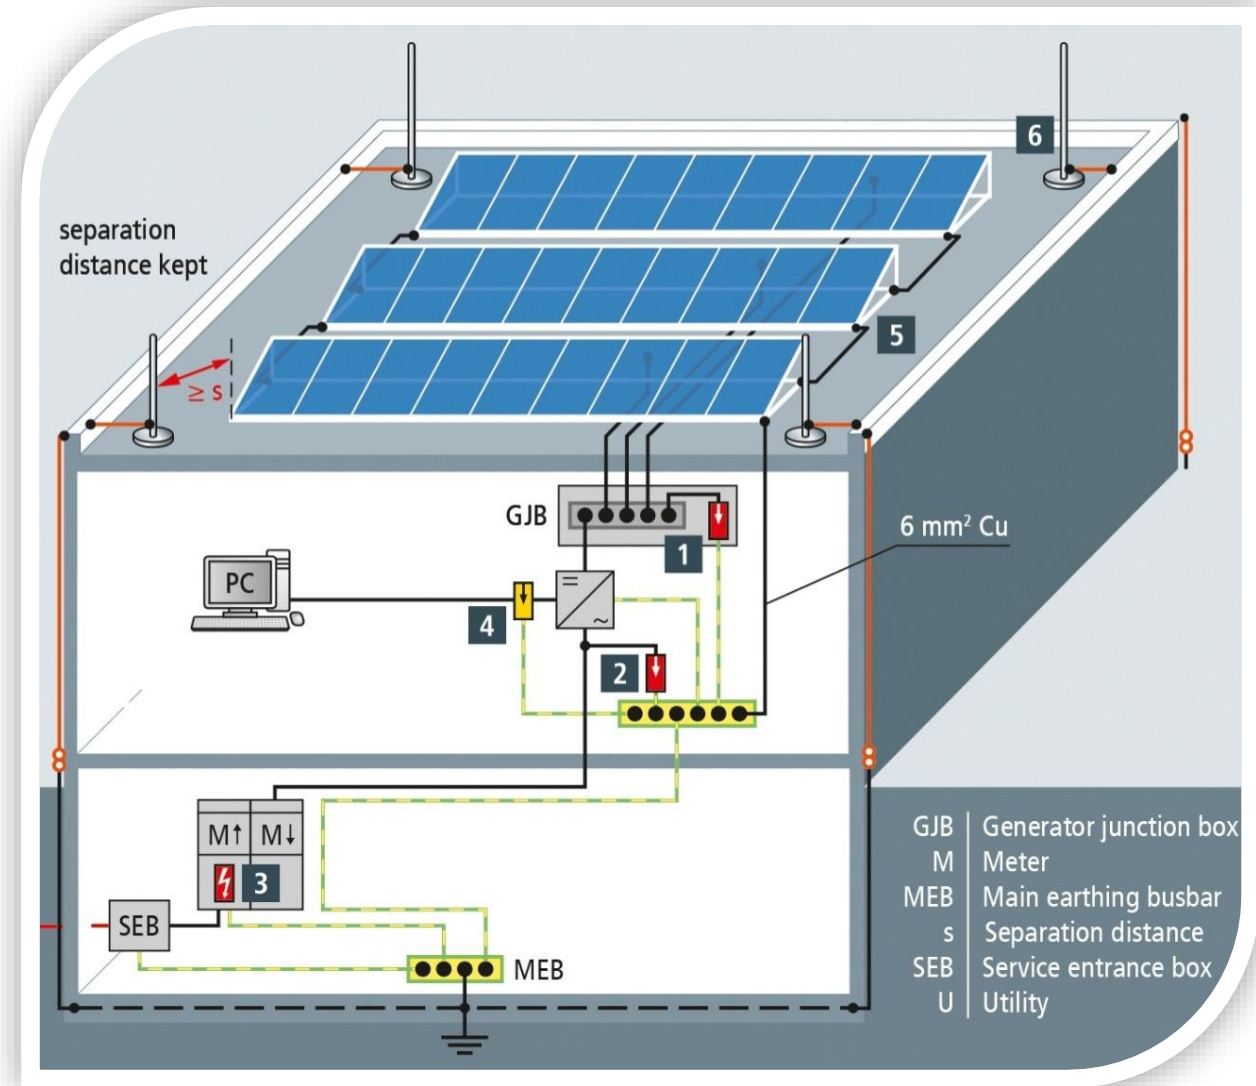 6
separation
distance kept
5
≥ s
GJB
1
6 mm² Cu
PC
4
2
M↑ M↓
3
SEB
MEB
GJB Generator junction box
M Meter
MEB Main earthing busbar
s Separation distance
SEB Service entrance box
U Utility